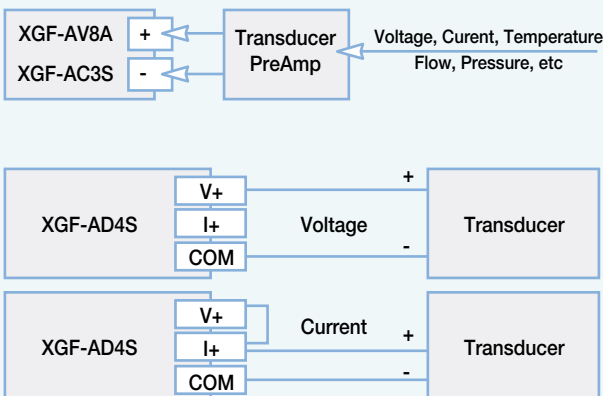 XGF-AV8A + Transducer Voltage, Curent, Temperature
XGF-AC3S - PreAmp Flow, Pressure, etc
V+ +
XGF-AD4S I+ Voltage Transducer
COM -
V+ Current +
XGF-AD4S I+ Transducer
COM -